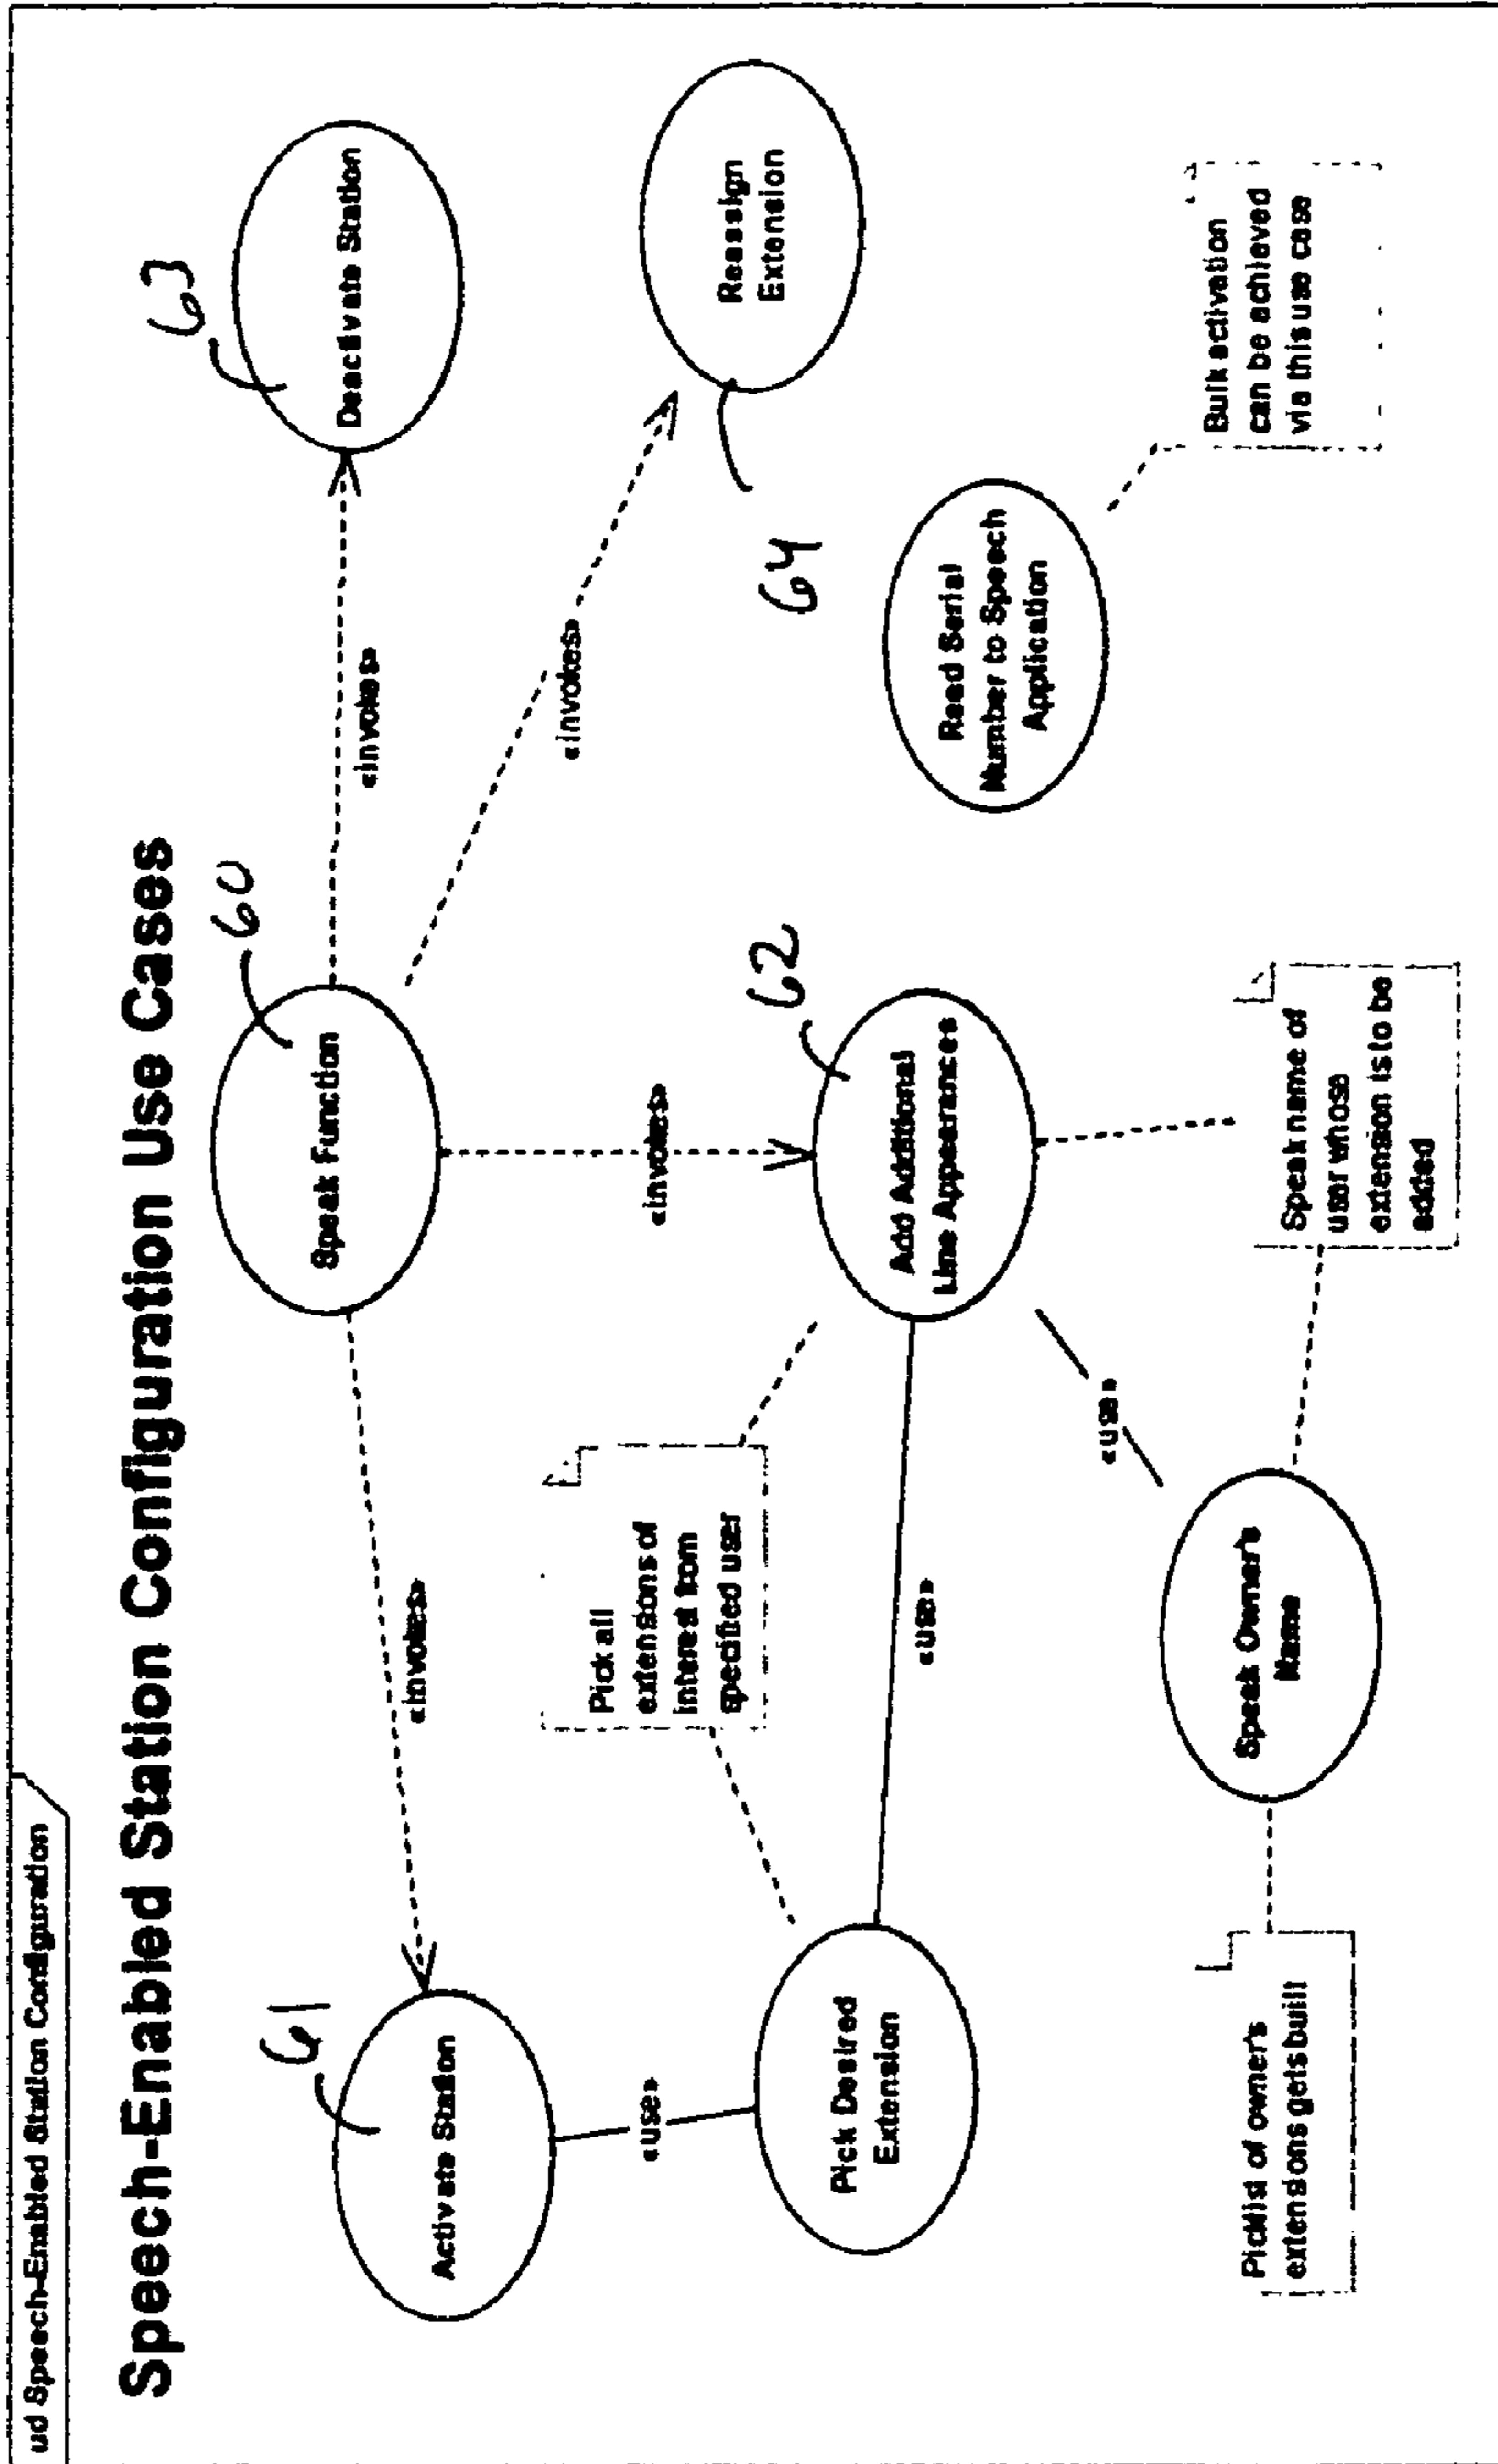 ud Speech-Enabled Station Configuration
Speech-Enabled Station Configuration Use Cases
60
63
Speak Function
Deactivate Station
61
«invokes»
Activate Station
«invokes»
«invokes»
«invokes»
Reassign
Extension
64
Pick all
extensions of
interest from
specified user
62
«use»
Add Additional
Line Appearances
Read Serial
Number to Speech
Application
Pick Desired
Extension
«use»
«use»
Bulk activation
can be achieved
via this use case
Speak Owner's
Name
Speak name of
user whose
extension is to be
added
Picklist of owner's
extensions gets built